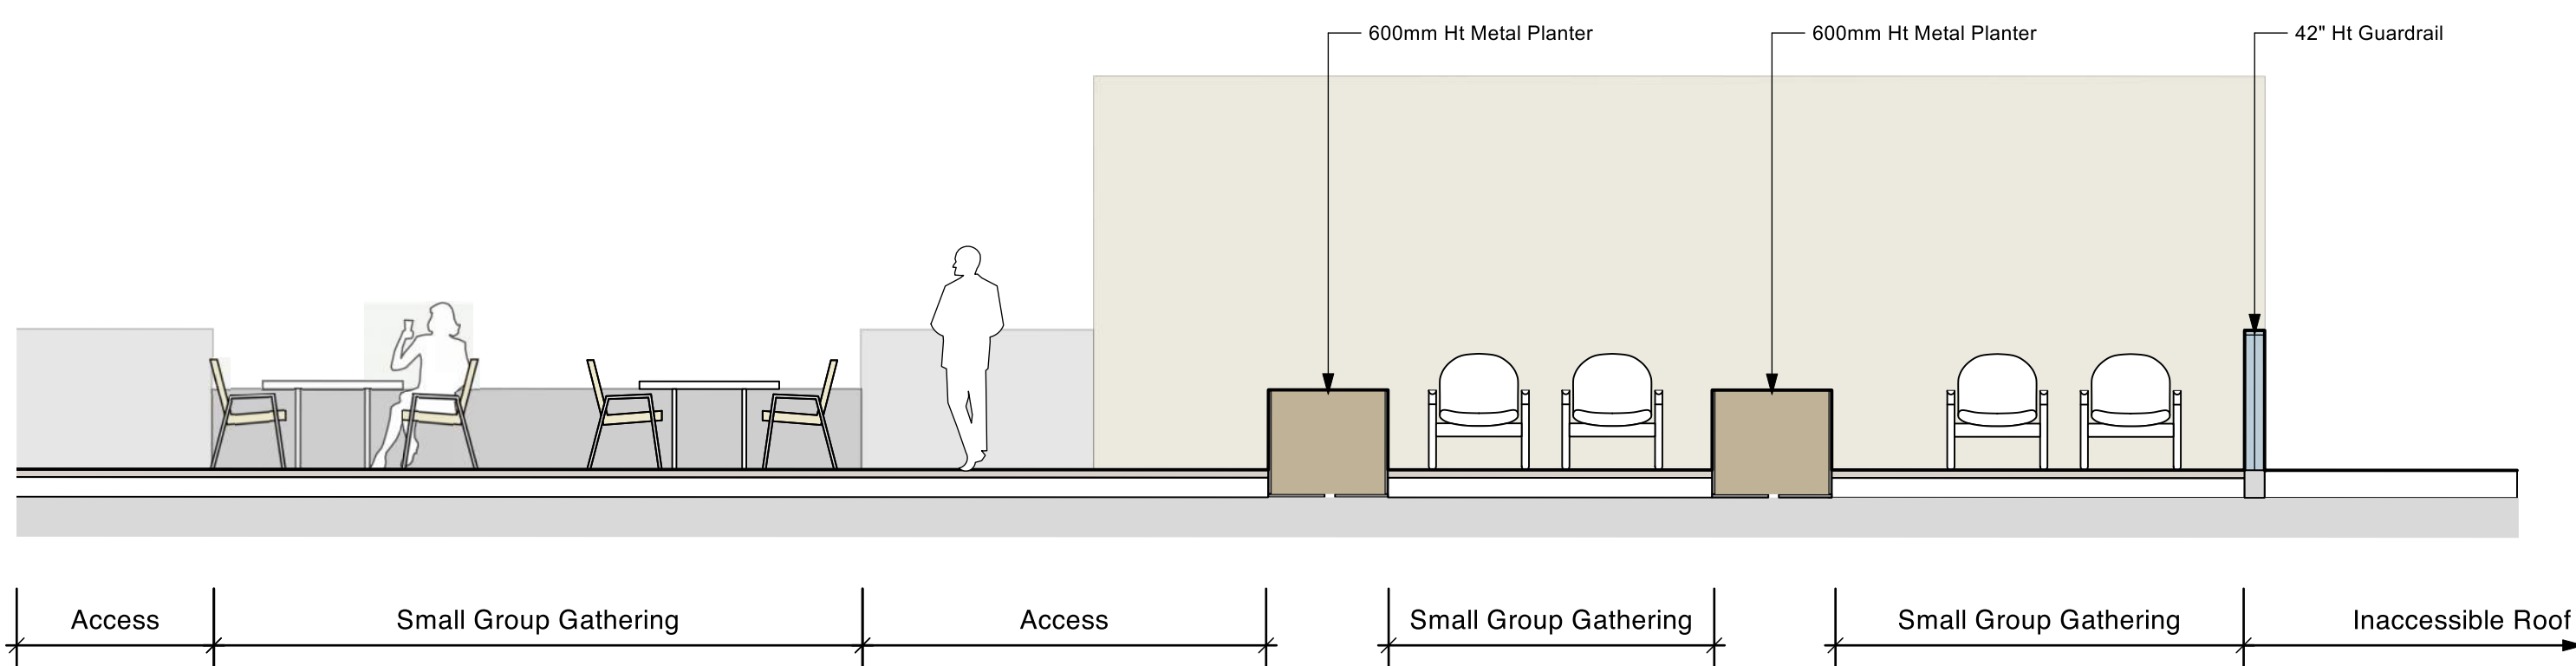 600mm Ht Metal Planter
600mm Ht Metal Planter
42" Ht Guardrail
Access
Small Group Gathering
Access
Small Group Gathering
Small Group Gathering
Inaccessible Roof